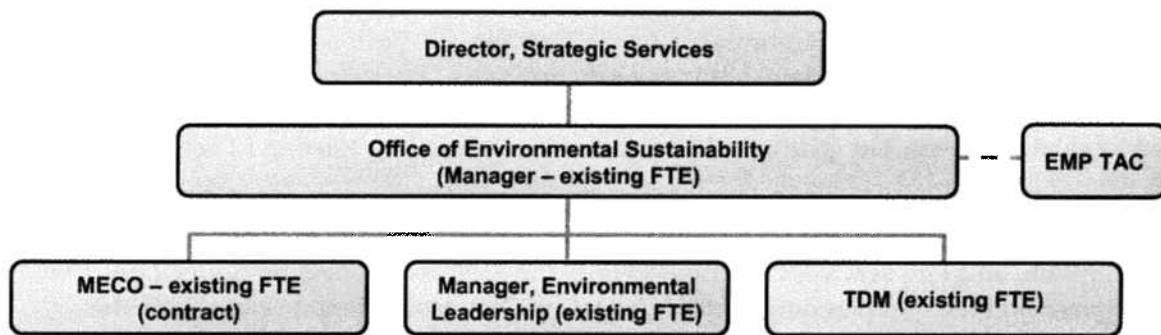 Director, Strategic Services
Office of Environmental Sustainability
(Manager – existing FTE)
EMP TAC
MECO – existing FTE
(contract)
Manager, Environmental
Leadership (existing FTE)
TDM (existing FTE)